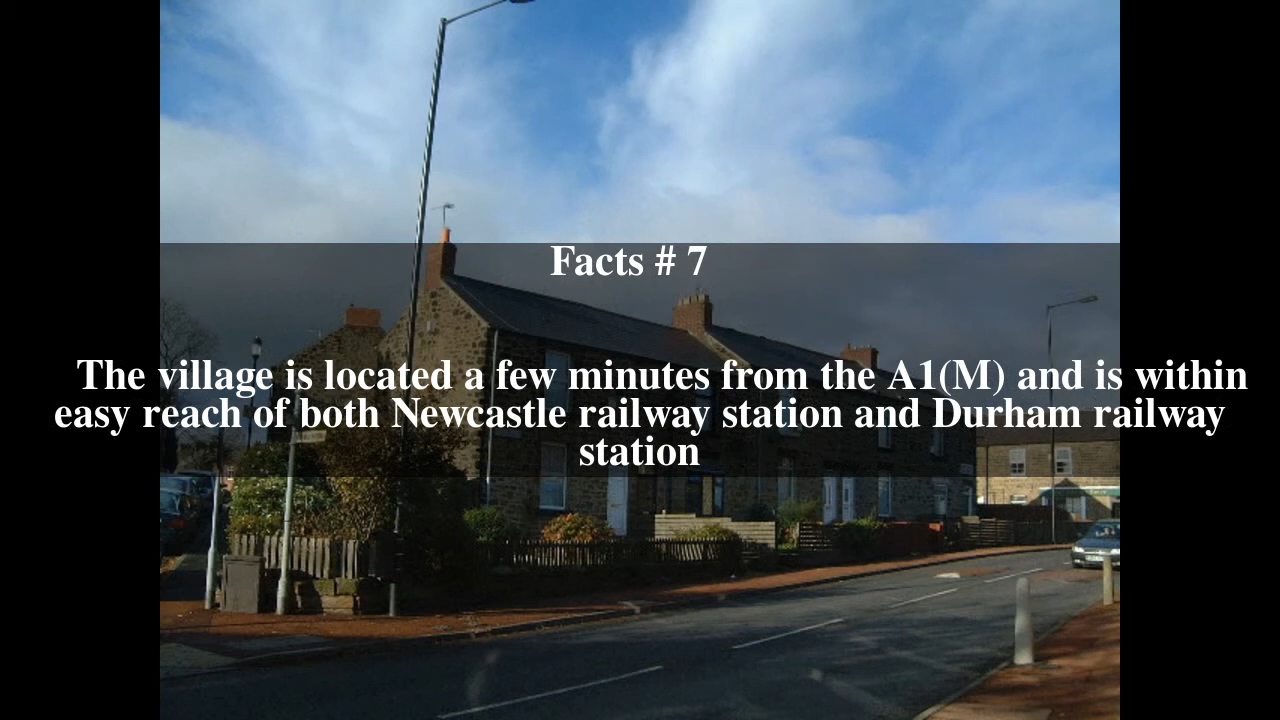 Facts # 7
The village is located a few minutes from the A1(M) and is within
easy reach of both Newcastle railway station and Durham railway
station